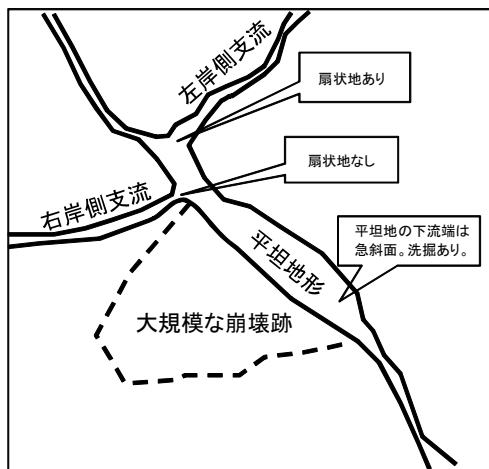 左岸側支流
扇状地あり
扇状地なし
右岸側支流
平坦地の下流端は
急斜面。洗掘あり。
平坦地形
大規模な崩壊跡